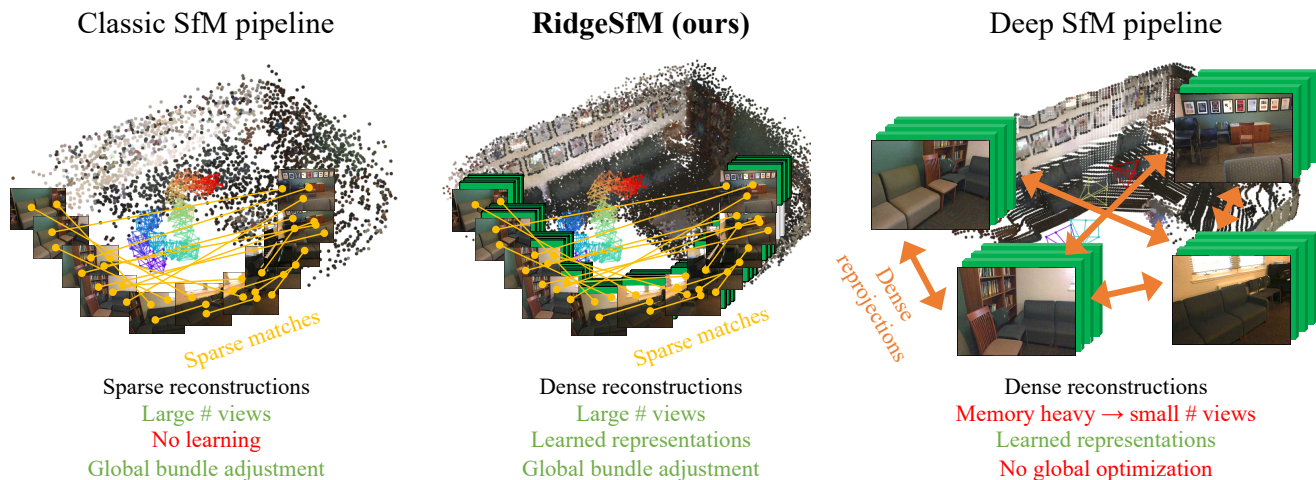 Classic SfM pipeline
RidgeSfM (ours)
Deep SfM pipeline
Sparse matches
Sparse matches
Dense
reprojections
Sparse reconstructions
Large # views
No learning
Global bundle adjustment
Dense reconstructions
Large # views
Learned representations
Global bundle adjustment
Dense reconstructions
Memory heavy → small # views
Learned representations
No global optimization